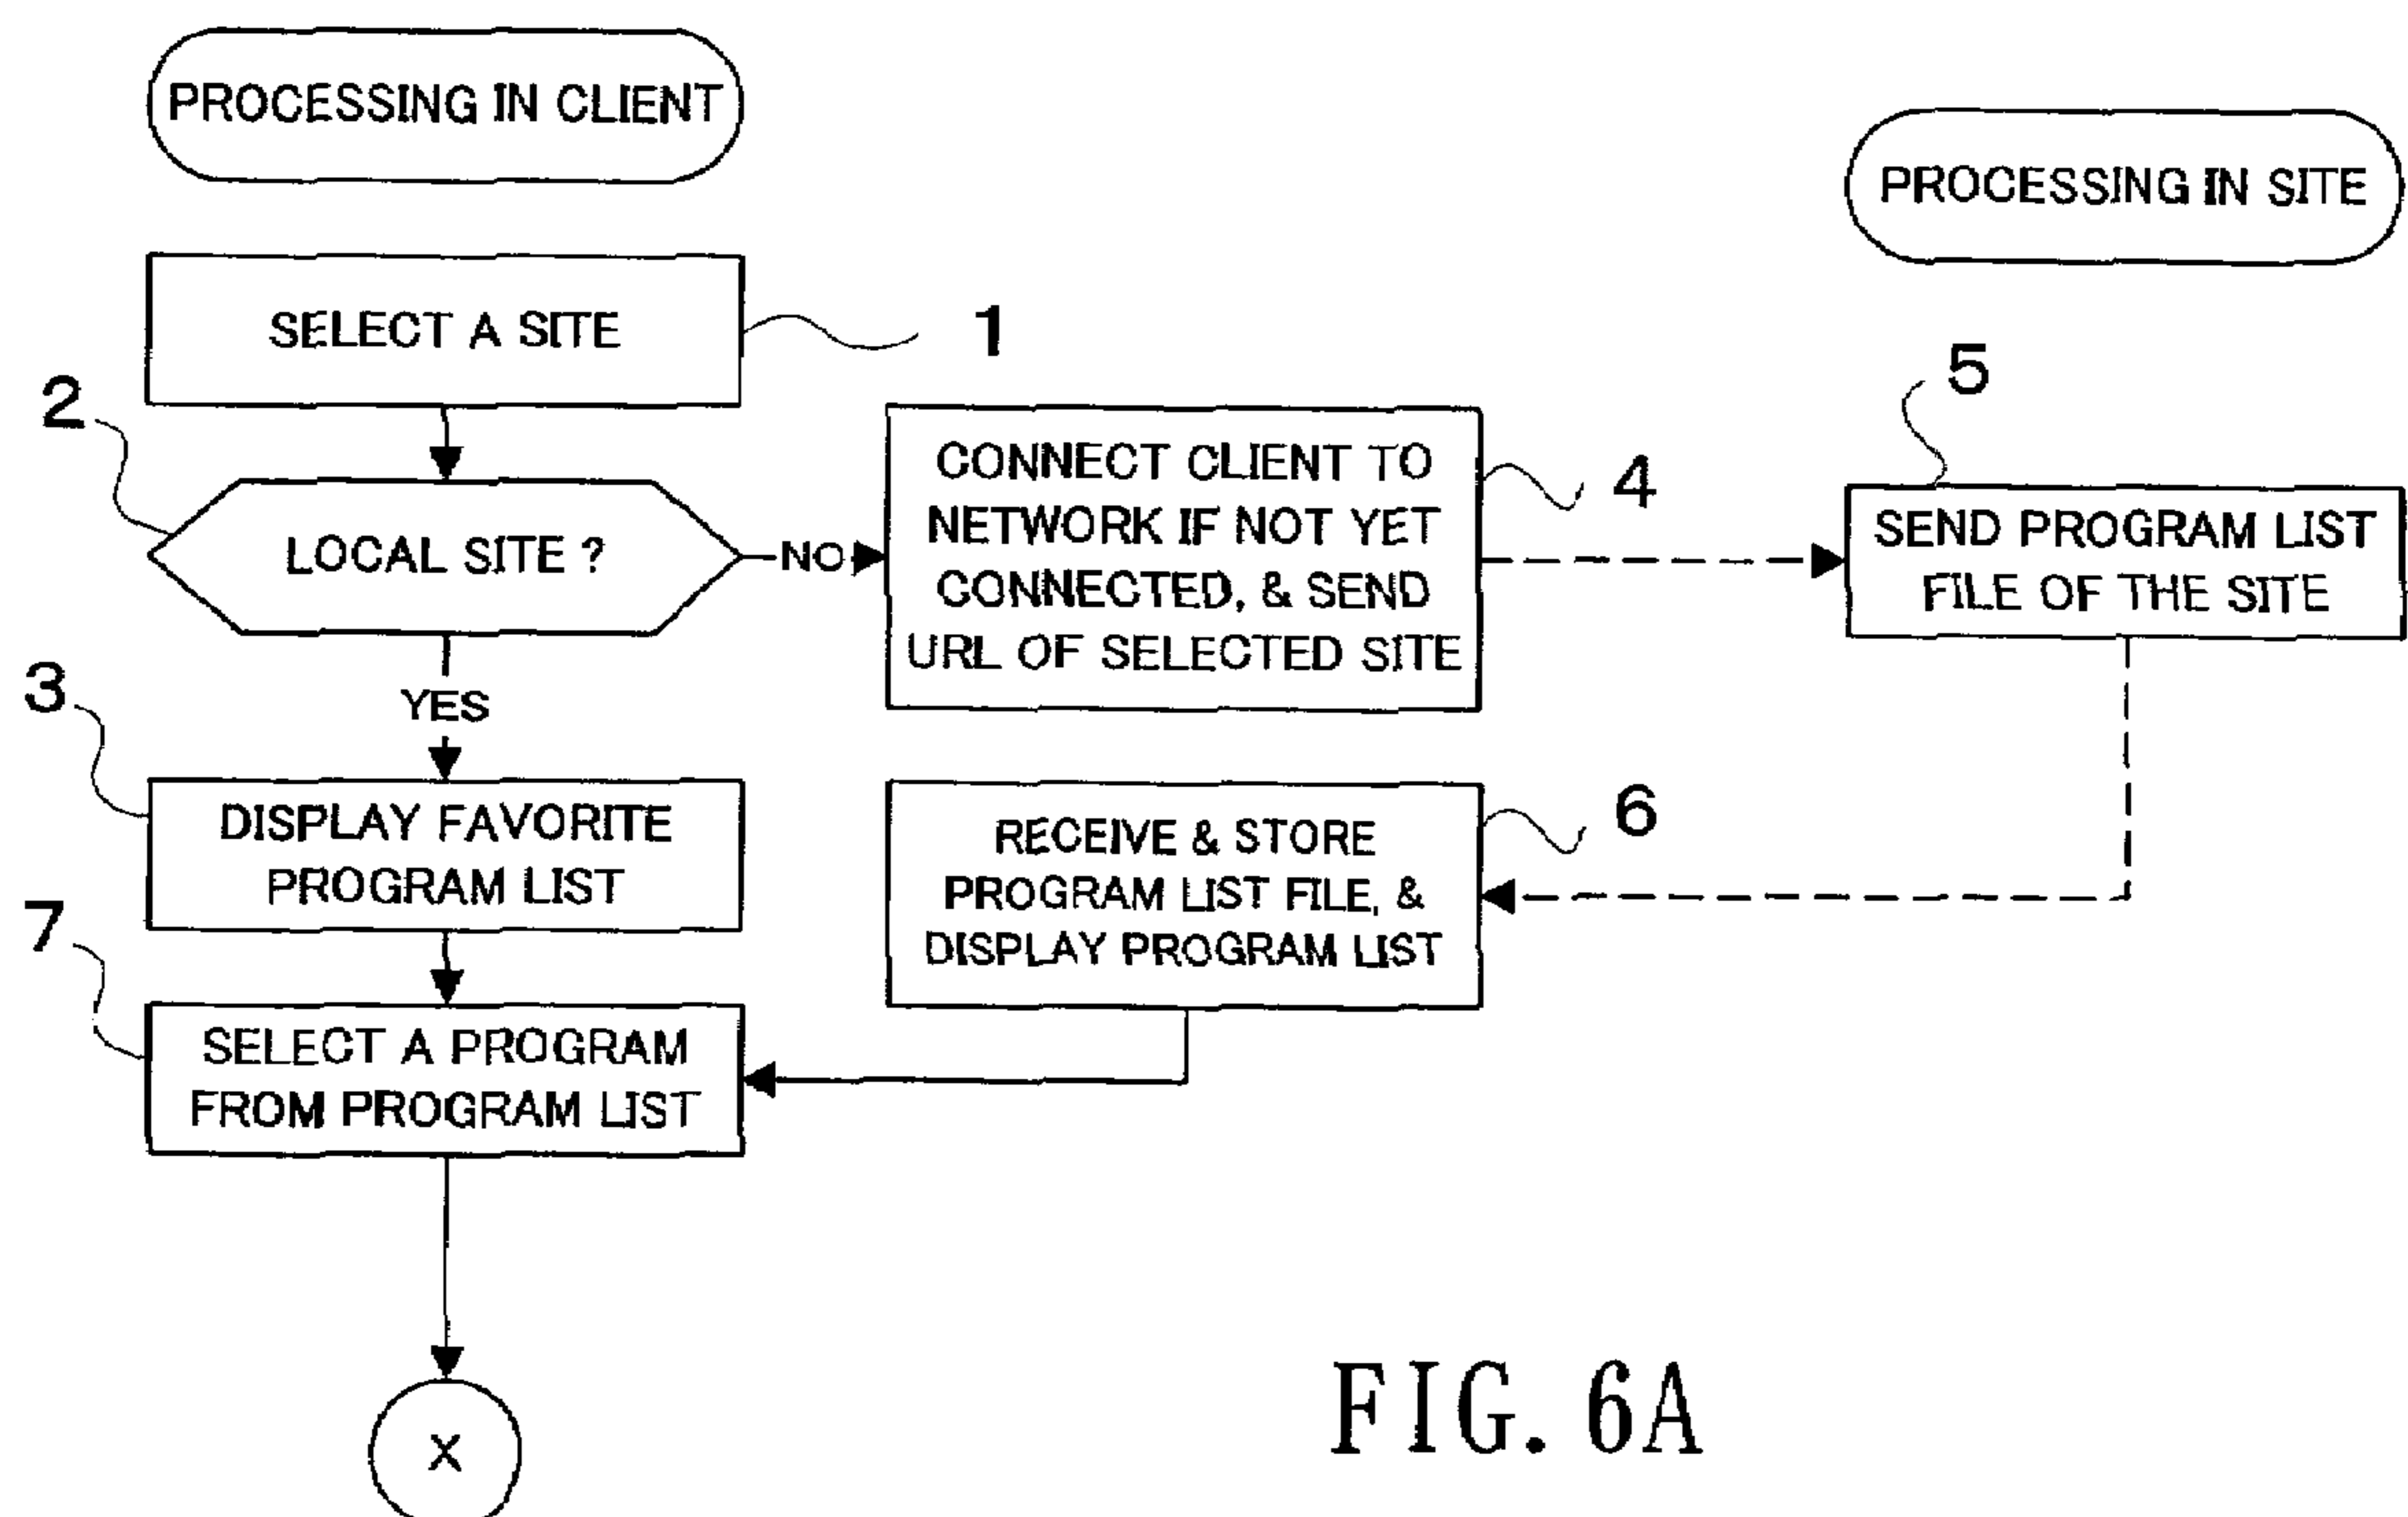 PROCESSING IN CLIENT
PROCESSING IN SITE
SELECT A SITE
1
2
LOCAL SITE ?
NO
CONNECT CLIENT TO
NETWORK IF NOT YET
CONNECTED, & SEND
URL OF SELECTED SITE
4
5
SEND PROGRAM LIST
FILE OF THE SITE
YES
3
DISPLAY FAVORITE
PROGRAM LIST
RECEIVE & STORE
PROGRAM LIST FILE, &
DISPLAY PROGRAM LIST
6
7
SELECT A PROGRAM
FROM PROGRAM LIST
X
FIG. 6A